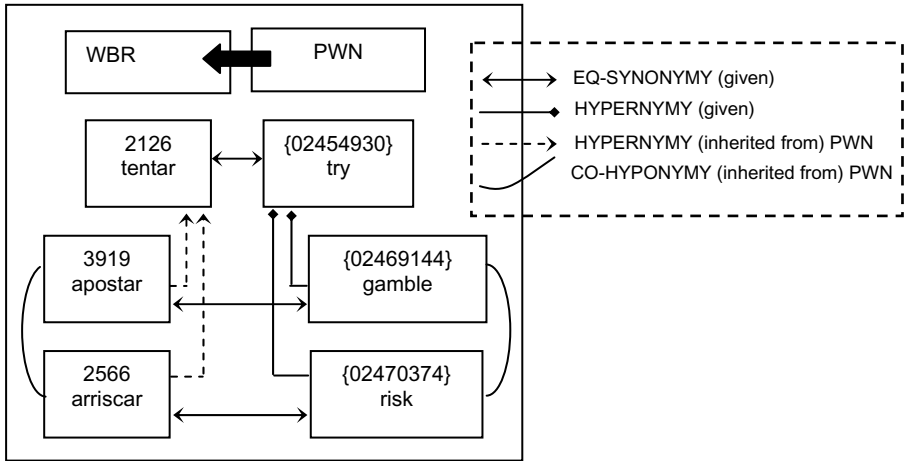 WBR
PWN
2126
tentar
{02454930}
try
3919
apostar
{02469144}
gamble
2566
arriscar
{02470374}
risk
EQ-SYNONYMY (given)
HYPERNYMY (given)
HYPERNYMY (inherited from) PWN
CO-HYPONYMY (inherited from) PWN